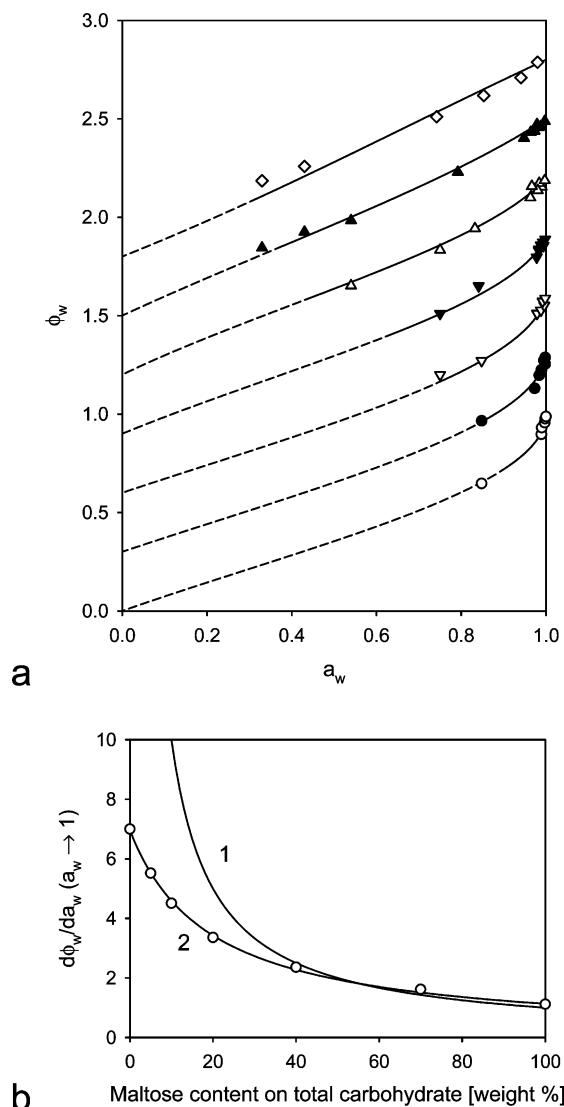 3.0
2.5
2.0
1.5
1.0
0.5
0.0
ϕw
0.0 0.2 0.4 0.6 0.8 1.0
aw
a
10
8
6
4
2
0
dϕw/daw (aw → 1)
1
2
0 20 40 60 80 100
Maltose content on total carbohydrate [weight %]
b